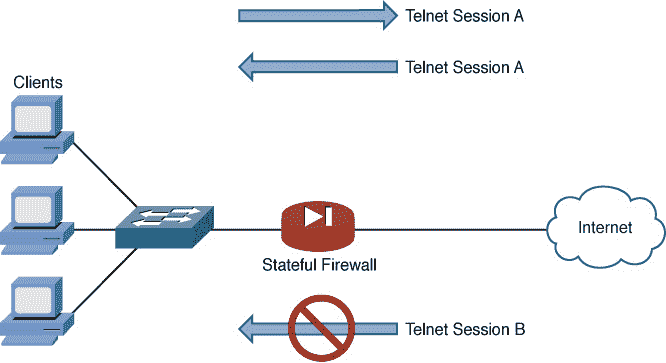 Telnet Session A
Telnet Session A
Clients
Stateful Firewall
Internet
Telnet Session B